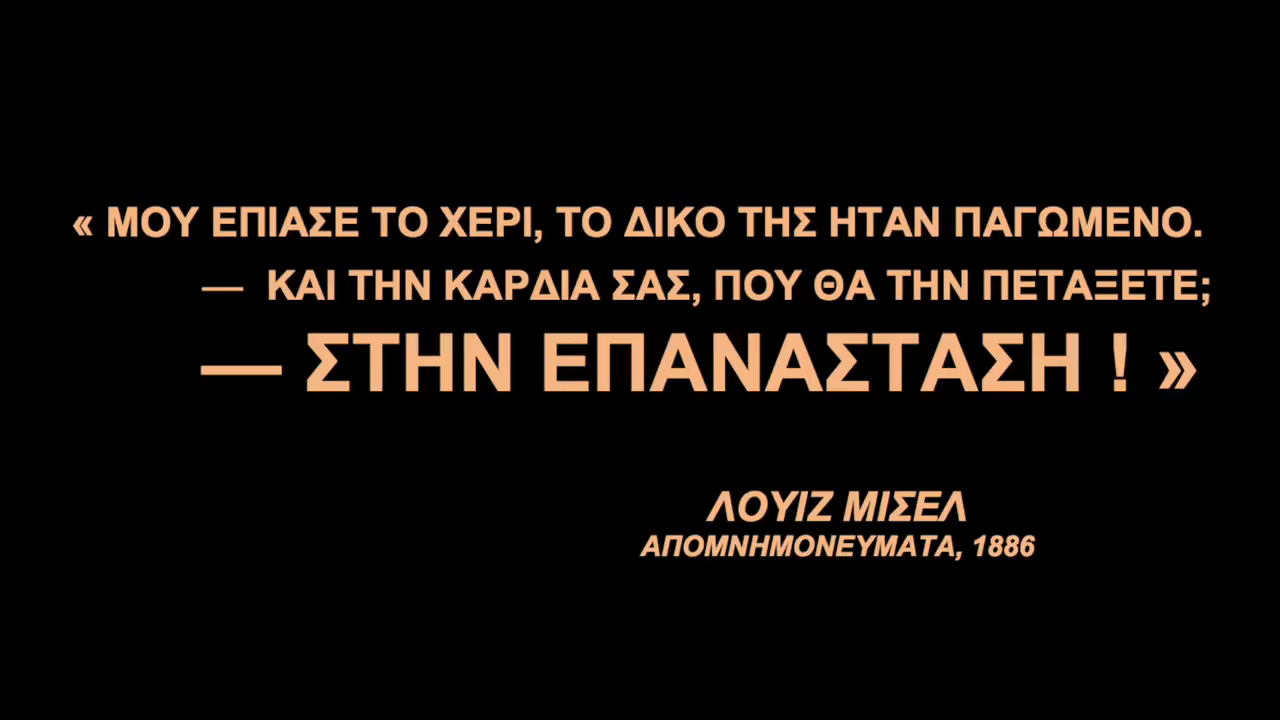 « ΜΟΥ ΕΠΙΑΣΕ ΤΟ ΧΕΡΙ, ΤΟ ΔΙΚΟ ΤΗΣ ΗΤΑΝ ΠΑΓΩΜΕΝΟ.
— ΚΑΙ ΤΗΝ ΚΑΡΔΙΑ ΣΑΣ, ΠΟΥ ΘΑ ΤΗΝ ΠΕΤΑΞΕΤΕ;
— ΣΤΗΝ ΕΠΑΝΑΣΤΑΣΗ ! »
ΛΟΥΙΖ ΜΙΣΕΛ
ΑΠΟΜΝΗΜΟΝΕΥΜΑΤΑ, 1886